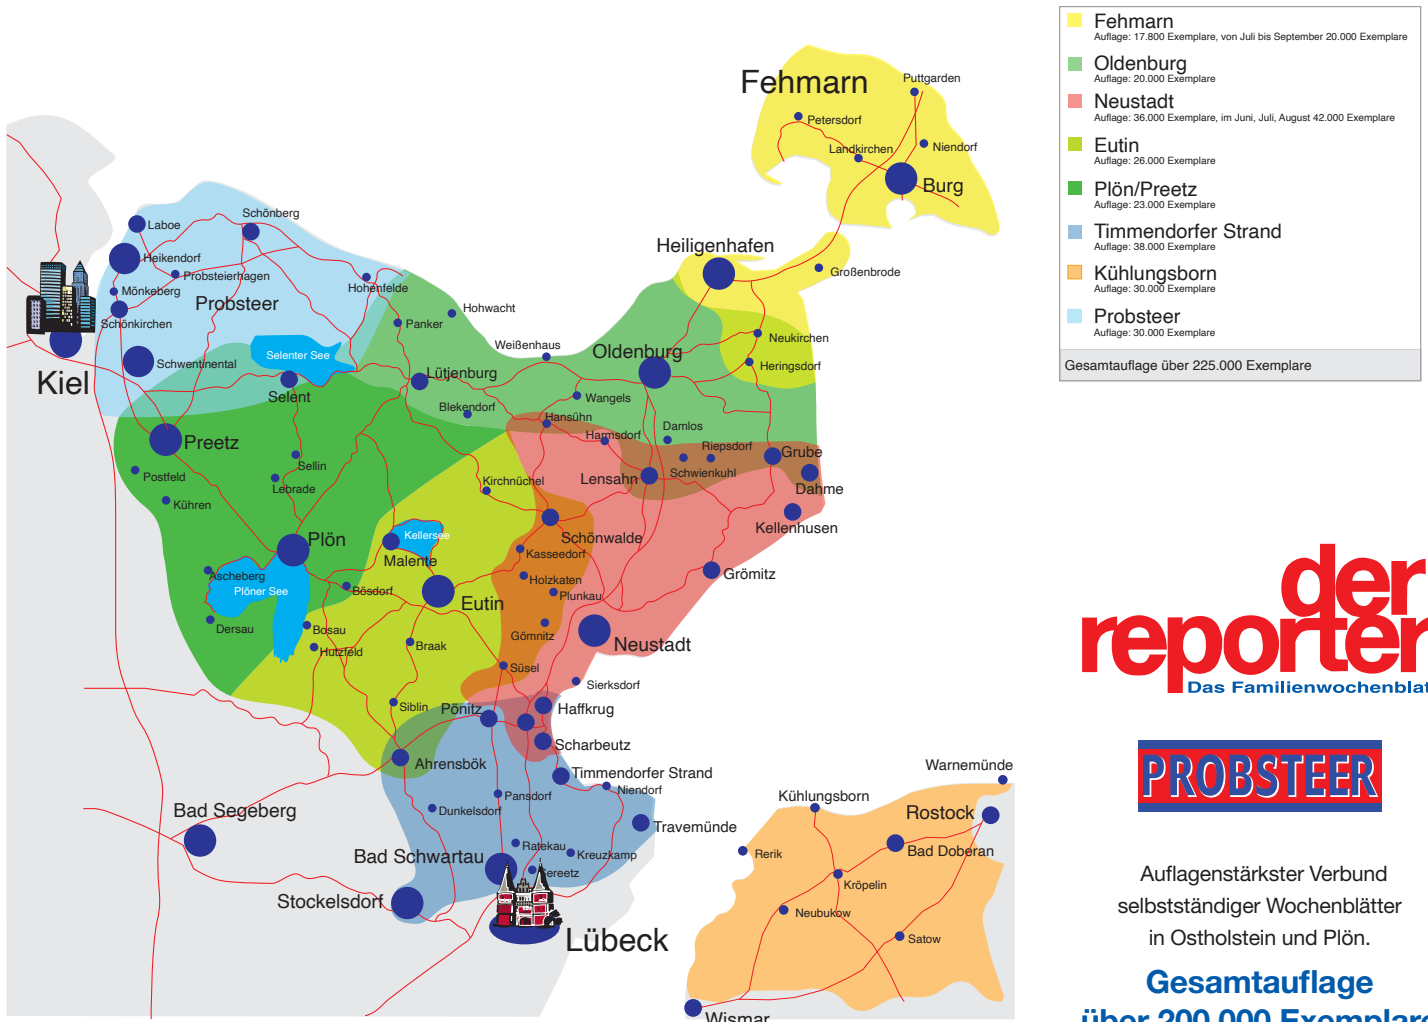 Fehmarn
Auflage: 17.800 Exemplare, von Juli bis September 20.000 Exemplare
Oldenburg
Auflage: 20.000 Exemplare
Neustadt
Auflage: 36.000 Exemplare, im Juni, Juli, August 42.000 Exemplare
Eutin
Auflage: 26.000 Exemplare
Plön/Preetz
Auflage: 23.000 Exemplare
Timmendorfer Strand
Auflage: 38.000 Exemplare
Kühlungsborn
Auflage: 30.000 Exemplare
Probsteer
Auflage: 30.000 Exemplare
Gesamtauflage über 225.000 Exemplare
Fehmarn
Puttgarden
Petersdorf
Landkirchen
Niendorf
Burg
Heiligenhafen
Großenbrode
Laboe
Schönberg
Heikendorf
Probsteierhagen
Mönkeberg
Probsteer
Hohenfelde
Schönkirchen
Hohwacht
Panker
Neukirchen
Weißenhaus
Oldenburg
Selenter See
Schwentinental
Heringsdorf
Kiel
Lütjenburg
Selent
Wangels
Blekendorf
Hansühn
Damlos
Harmsdorf
Preetz
Riepsdorf
Grube
Sellin
Schwienkuhl
Postfeld
Lensahn
Kirchnüchel
Lebrade
Dahme
Kühren
Kellenhusen
Plön
Kellersee
Schönwalde
Malente
Kasseedorf
Ascheberg
Grömitz
Holzkaten
Plöner See
Bösdorf
Plunkau
Eutin
Dersau
Bosau
Gömnitz
Hutzfeld
Braak
Neustadt
Süsel
Sierksdorf
Siblin
Pönitz
Haffkrug
Scharbeutz
Ahrensbök
Timmendorfer Strand
Niendorf
Pansdorf
Dunkelsdorf
Bad Segeberg
Travemünde
Ratekau
Kreuzkamp
Bad Schwartau
Sereetz
Stockelsdorf
Lübeck
Warnemünde
Kühlungsborn
Rostock
Rerik
Bad Doberan
Kröpelin
Neubukow
Satow
Wismar
der
reporter
Das Familienwochenblat
PROBSTEER
Auflagenstärkster Verbund
selbstständiger Wochenblätter
in Ostholstein und Plön.
Gesamtauflage
über 200.000 Exemplare